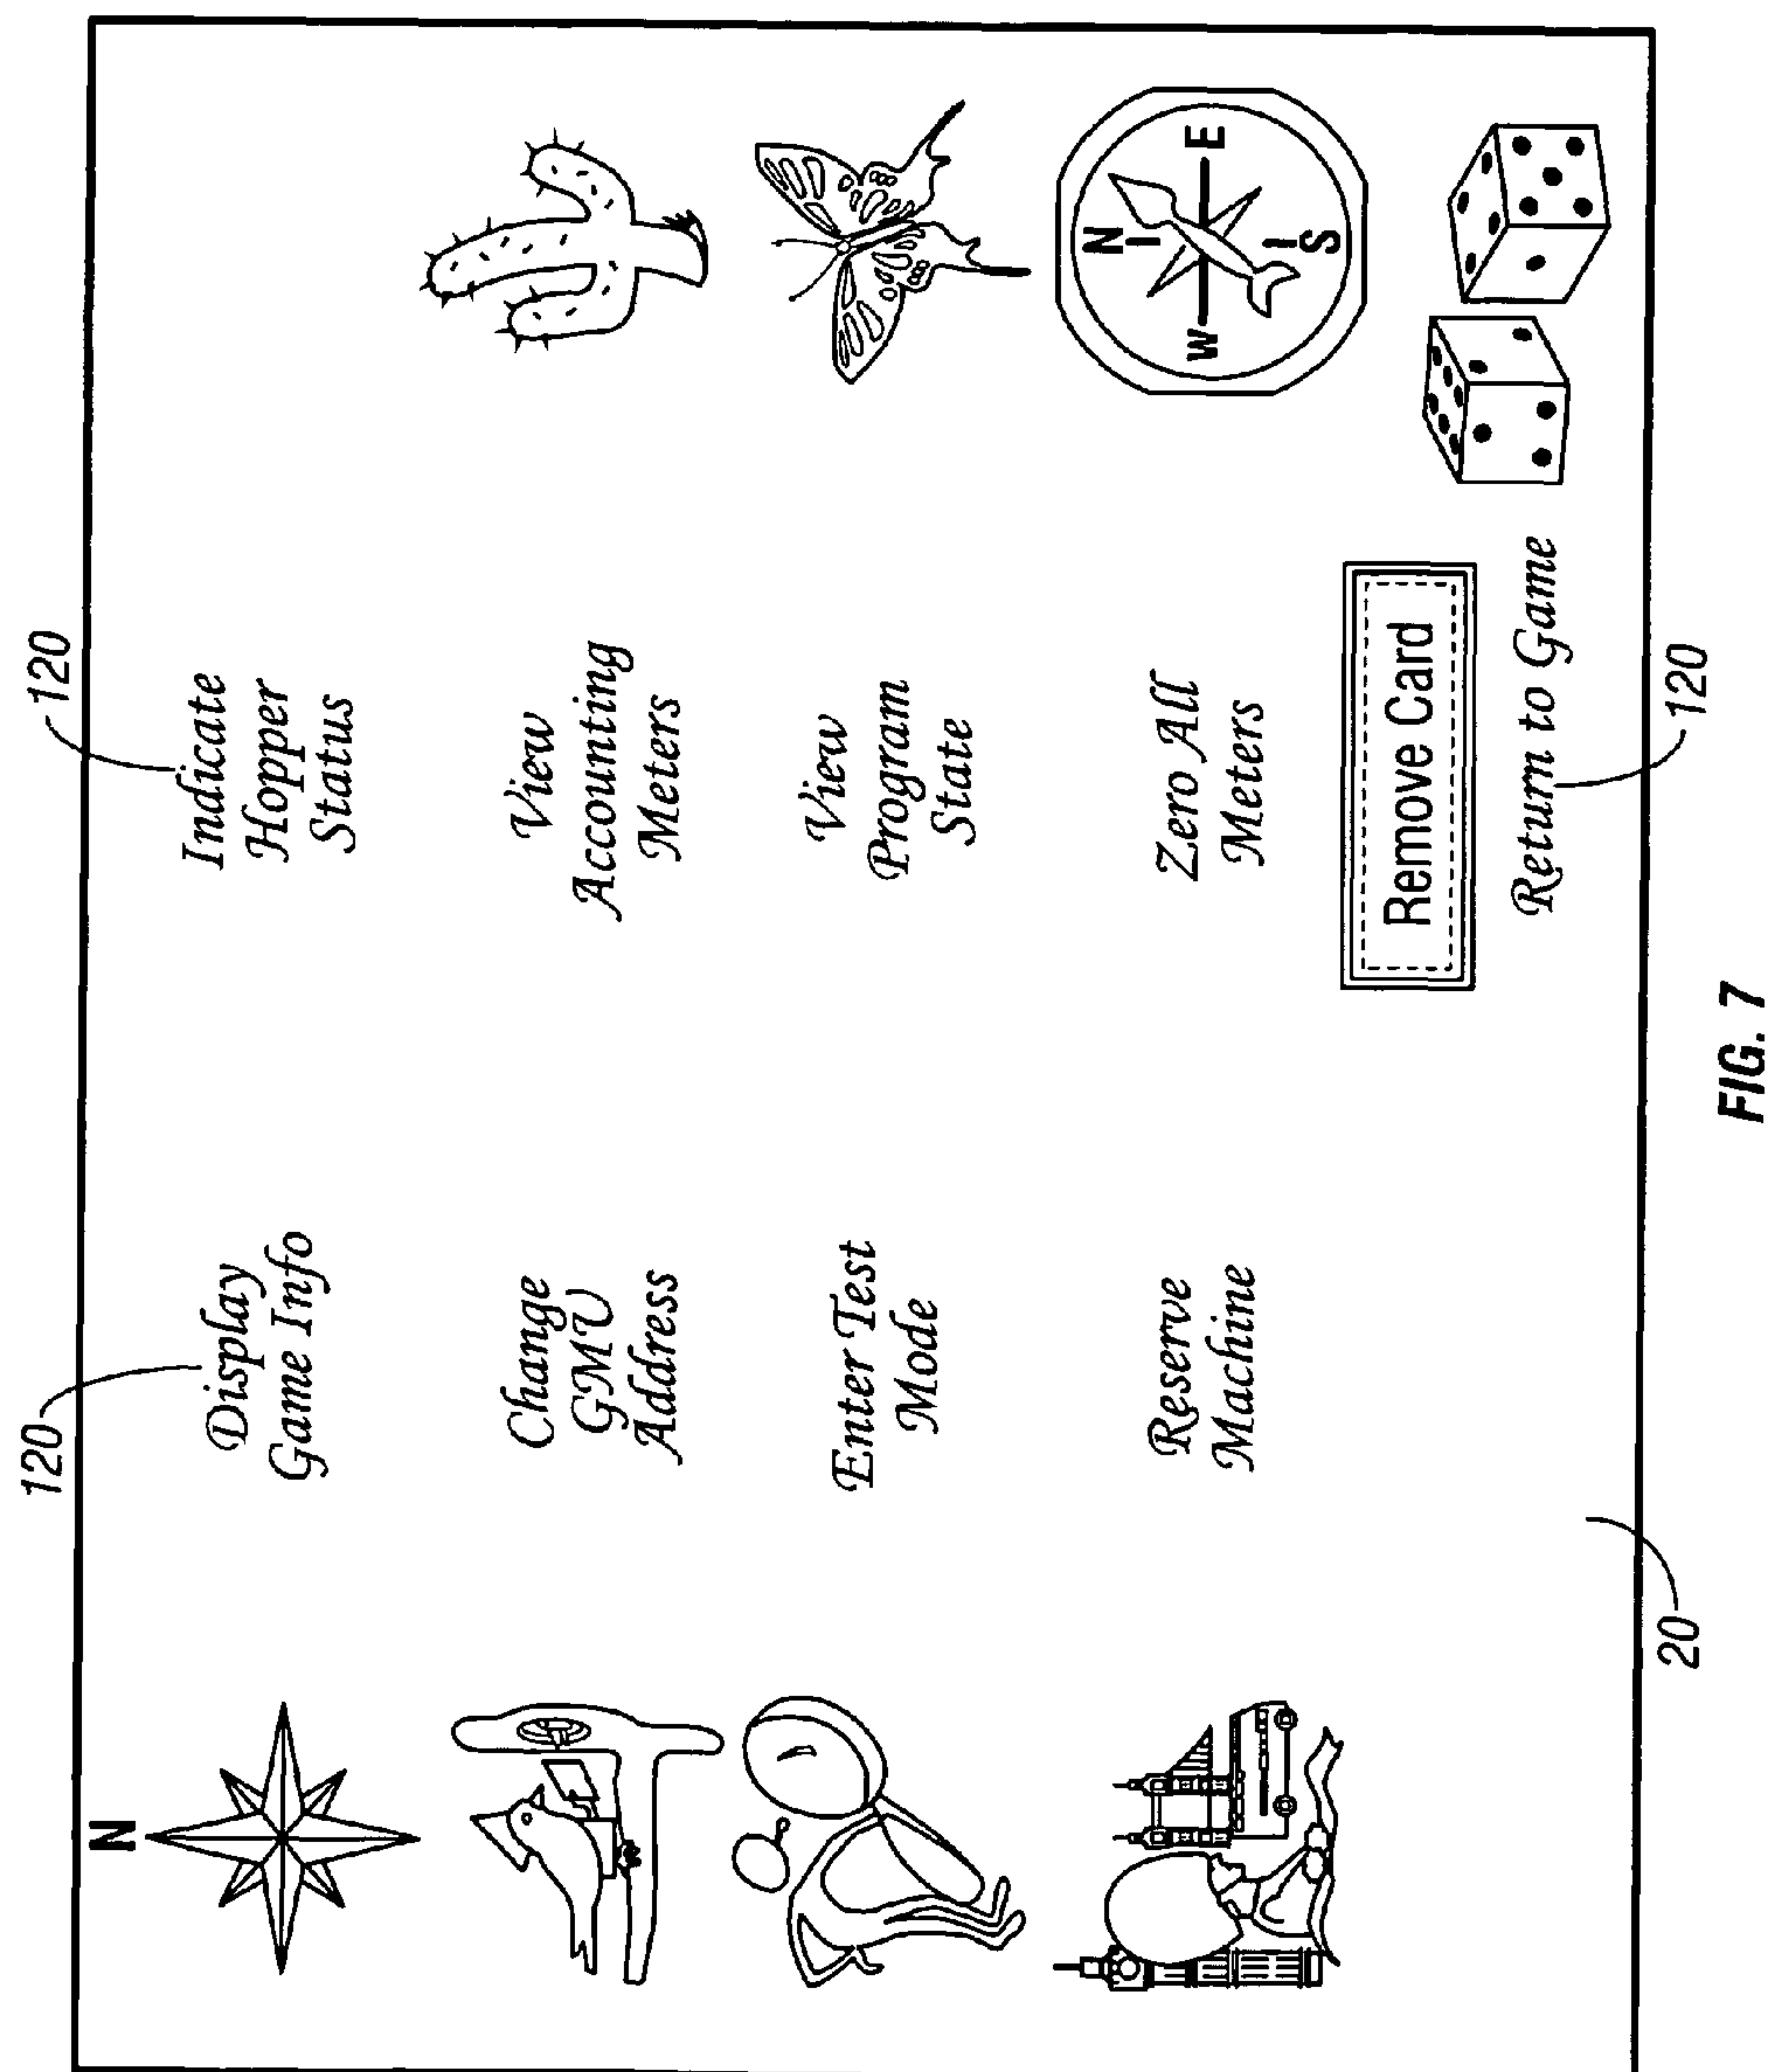 120
120
N
Display
Game Info
Indicate
Hopper
Status
Change
GMU
Address
View
Accounting
Meters
Enter Test
Mode
View
Program
State
Reserve
Machine
Zero All
Meters
N
W E
S
Remove Card
Return to Game
20
120
FIG. 7